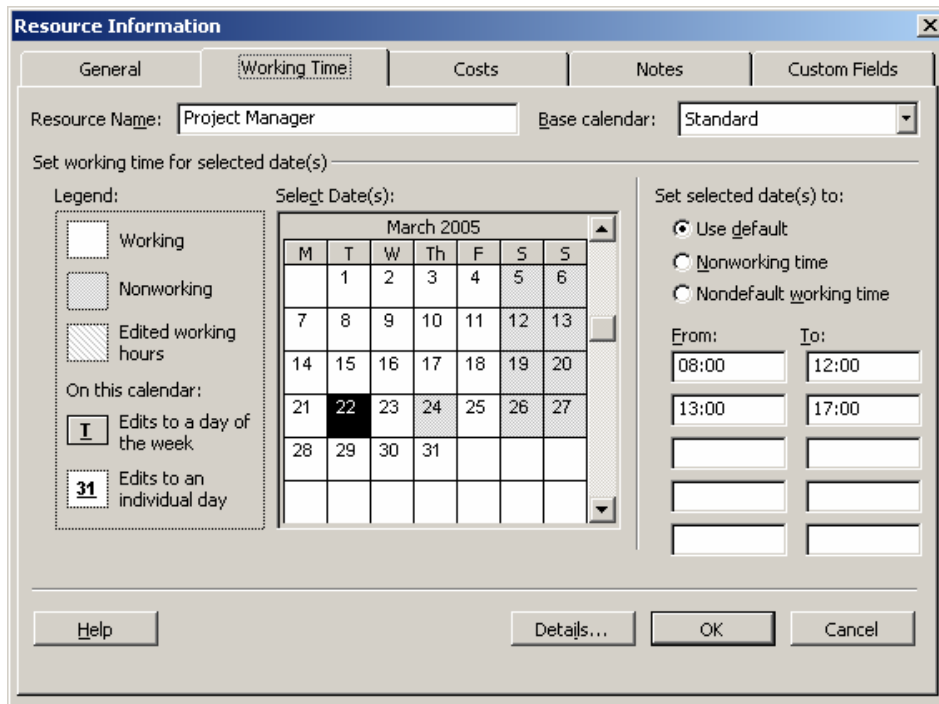 Resource Information
General Working Time Costs Notes Custom Fields
Resource Name: Project Manager Base calendar: Standard
Set working time for selected date(s)
Legend:
Working
Nonworking
Edited working
hours
On this calendar:
T Edits to a day of
the week
31 Edits to an
individual day
Select Date(s):
March 2005
M T W Th F S S
1 2 3 4 5 6
7 8 9 10 11 12 13
14 15 16 17 18 19 20
21 22 23 24 25 26 27
28 29 30 31
Set selected date(s) to:
Use default
Nonworking time
Nondefault working time
From: To:
08:00 12:00
13:00 17:00
Help Details... OK Cancel